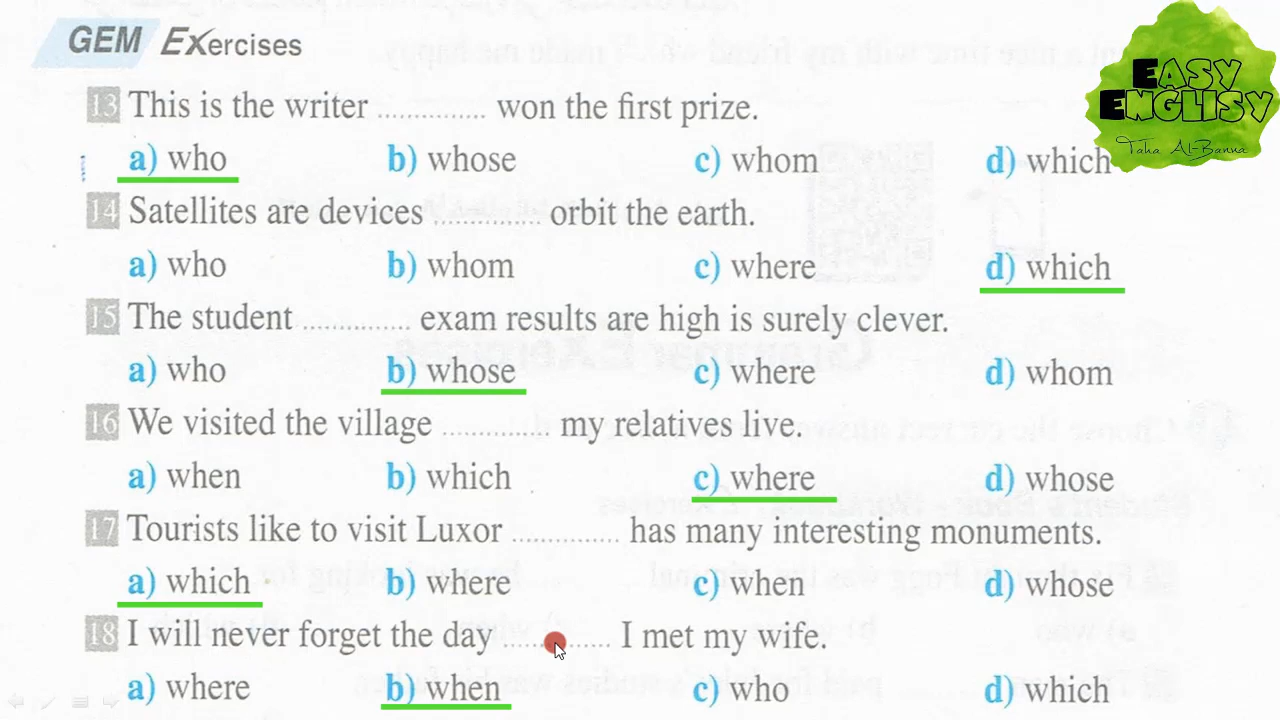 GEM Exercises
EASY
ENGLISY
Taha Al-Banna
13 This is the writer .................. won the first prize.
a) who b) whose c) whom d) which
14 Satellites are devices .................. orbit the earth.
a) who b) whom c) where d) which
15 The student .................. exam results are high is surely clever.
a) who b) whose c) where d) whom
16 We visited the village .................. my relatives live.
a) when b) which c) where d) whose
17 Tourists like to visit Luxor .................. has many interesting monuments.
a) which b) where c) when d) whose
18 I will never forget the day .................. I met my wife.
a) where b) when c) who d) which